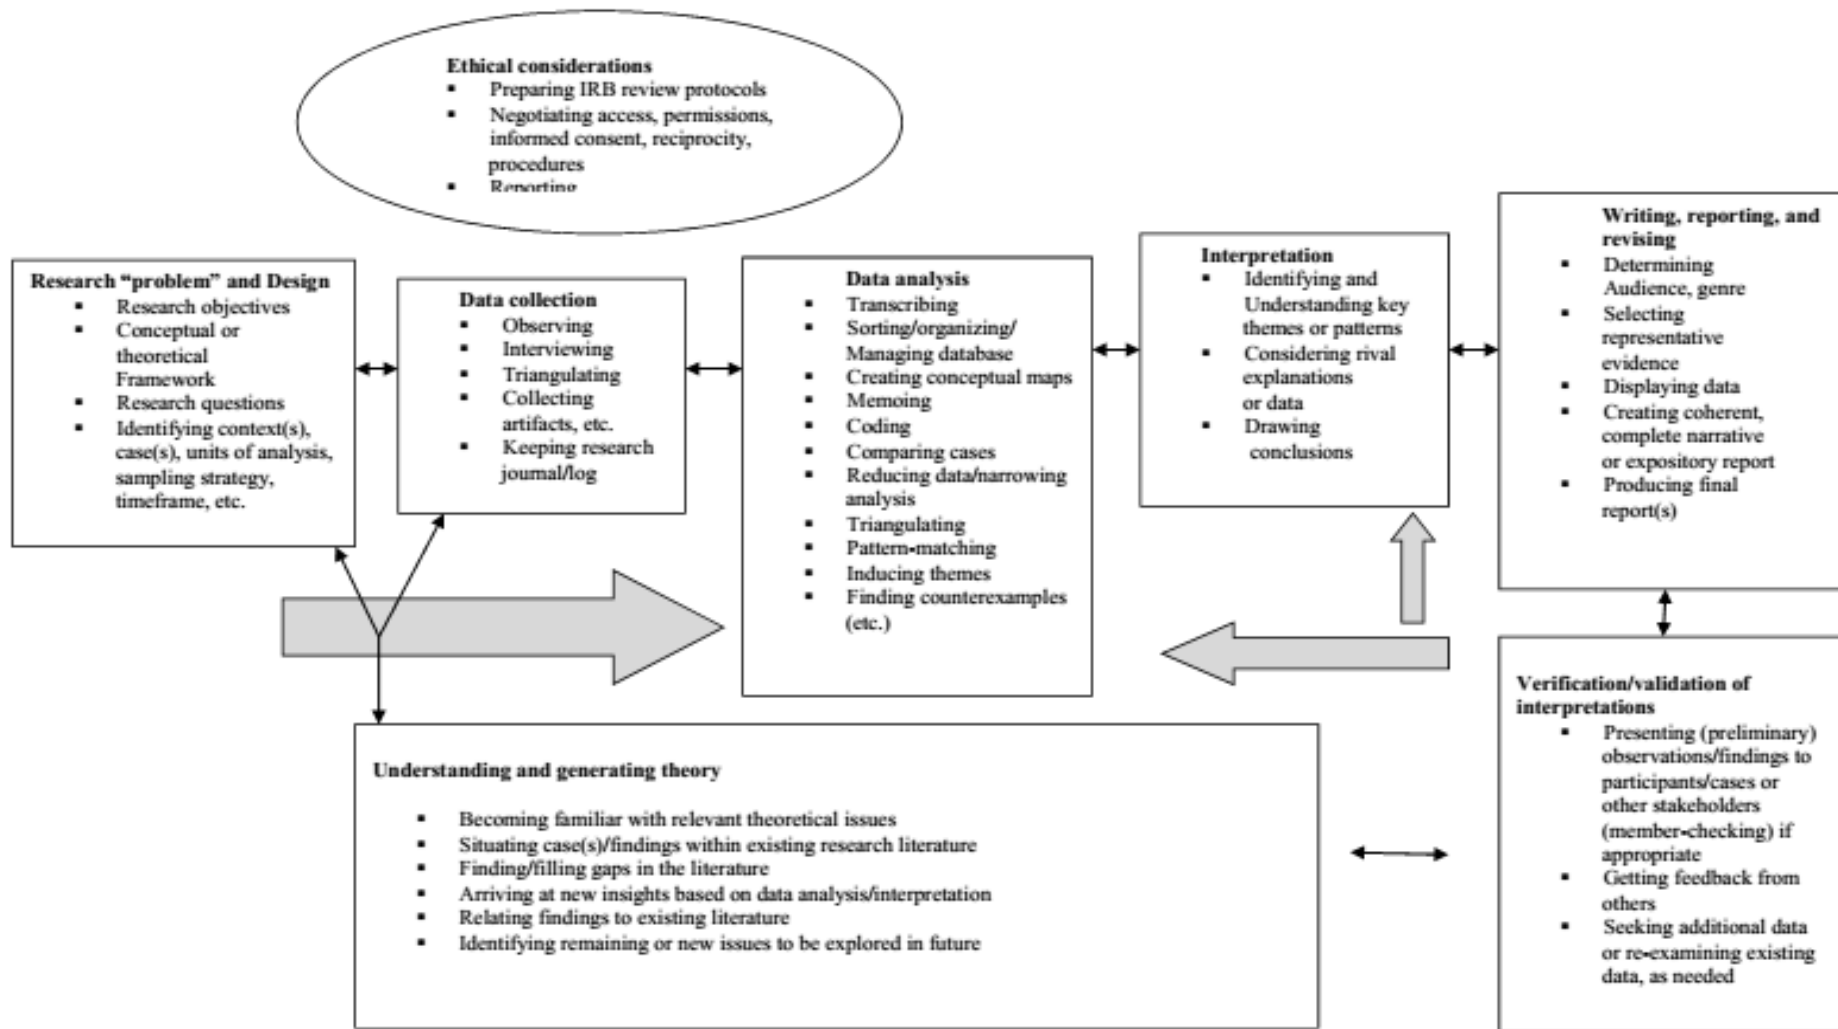 Ethical considerations
▪ Preparing IRB review protocols
▪ Negotiating access, permissions,
informed consent, reciprocity,
procedures
▪ Reporting
Research “problem” and Design
▪ Research objectives
▪ Conceptual or
theoretical
Framework
▪ Research questions
▪ Identifying context(s),
case(s), units of analysis,
sampling strategy,
timeframe, etc.
Data collection
▪ Observing
▪ Interviewing
▪ Triangulating
▪ Collecting
artifacts, etc.
▪ Keeping research
journal/log
Data analysis
▪ Transcribing
▪ Sorting/organizing/
Managing database
▪ Creating conceptual maps
▪ Memoing
▪ Coding
▪ Comparing cases
▪ Reducing data/narrowing
analysis
▪ Triangulating
▪ Pattern-matching
▪ Inducing themes
▪ Finding counterexamples
(etc.)
Interpretation
▪ Identifying and
Understanding key
themes or patterns
▪ Considering rival
explanations
or data
▪ Drawing
conclusions
Writing, reporting, and
revising
▪ Determining
Audience, genre
▪ Selecting
representative
evidence
▪ Displaying data
▪ Creating coherent,
complete narrative
or expository report
▪ Producing final
report(s)
Understanding and generating theory
▪ Becoming familiar with relevant theoretical issues
▪ Situating case(s)/findings within existing research literature
▪ Finding/filling gaps in the literature
▪ Arriving at new insights based on data analysis/interpretation
▪ Relating findings to existing literature
▪ Identifying remaining or new issues to be explored in future
Verification/validation of
interpretations
▪ Presenting (preliminary)
observations/findings to
participants/cases or
other stakeholders
(member-checking) if
appropriate
▪ Getting feedback from
others
▪ Seeking additional data
or re-examining existing
data, as needed